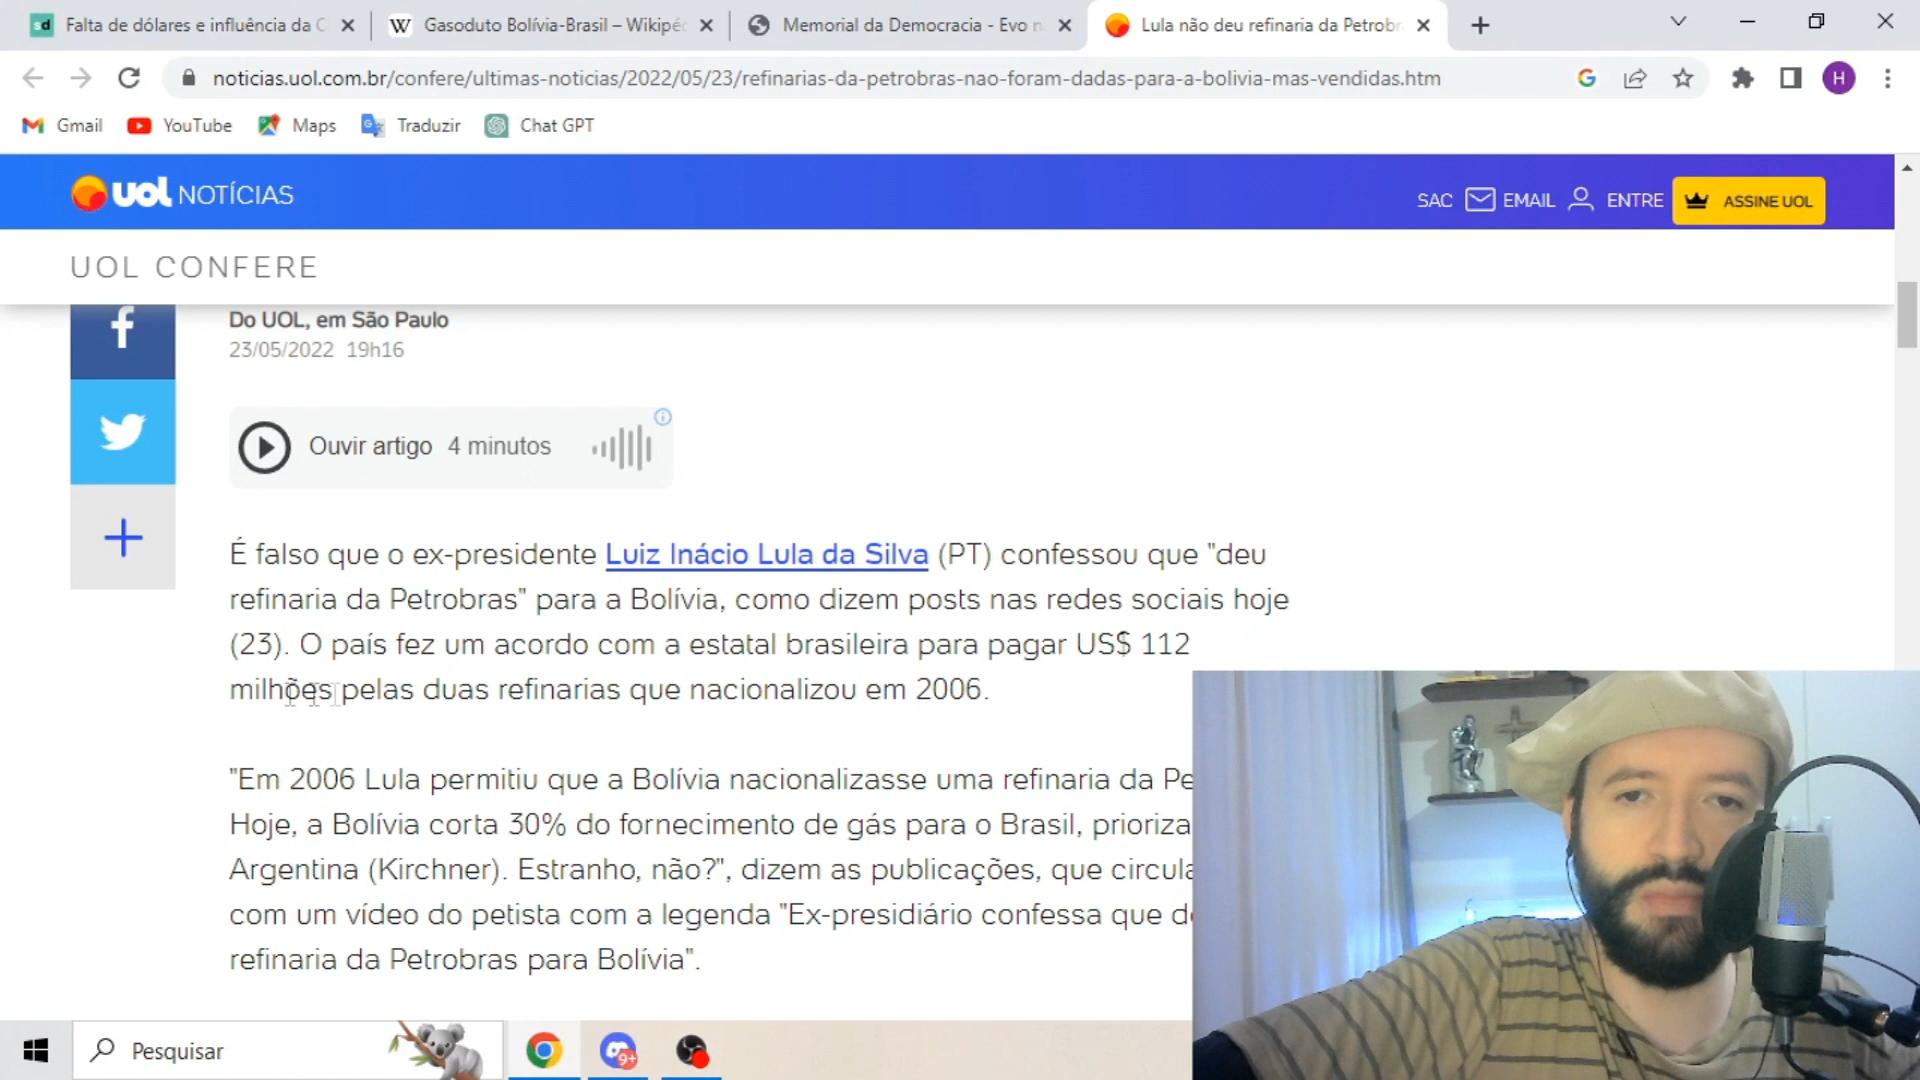 Falta de dólares e influência da C
Gasoduto Bolívia-Brasil – Wikipéd
Memorial da Democracia - Evo n
Lula não deu refinaria da Petrobr
noticias.uol.com.br/confere/ultimas-noticias/2022/05/23/refinarias-da-petrobras-nao-foram-dadas-para-a-bolivia-mas-vendidas.htm
H
Gmail
YouTube
Maps
Traduzir
Chat GPT
uol NOTÍCIAS
SAC
EMAIL
ENTRE
ASSINE UOL
UOL CONFERE
Do UOL, em São Paulo
23/05/2022 19h16
Ouvir artigo 4 minutos
É falso que o ex-presidente Luiz Inácio Lula da Silva (PT) confessou que "deu
refinaria da Petrobras" para a Bolívia, como dizem posts nas redes sociais hoje
(23). O país fez um acordo com a estatal brasileira para pagar US$ 112
milhões pelas duas refinarias que nacionalizou em 2006.
"Em 2006 Lula permitiu que a Bolívia nacionalizasse uma refinaria da Pe
Hoje, a Bolívia corta 30% do fornecimento de gás para o Brasil, prioriza
Argentina (Kirchner). Estranho, não?", dizem as publicações, que circula
com um vídeo do petista com a legenda "Ex-presidiário confessa que de
refinaria da Petrobras para Bolívia".
Pesquisar
9+